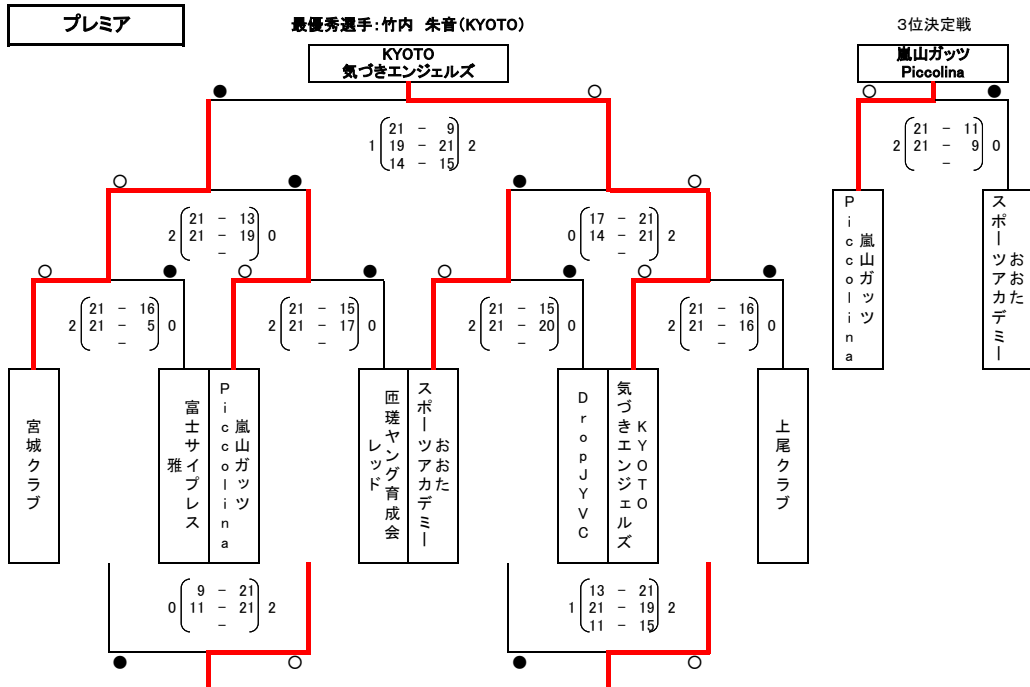 プレミア
最優秀選手：竹内　朱音（KYOTO）
3位決定戦
KYOTO
気づきエンジェルズ
嵐山ガッツ
Piccolina
● ○
○ ●
1 21 - 9 2
19 - 21
14 - 15
2 21 - 11 0
21 - 9
-
○ ●
● ○
2 21 - 13 0
21 - 19
-
0 17 - 21 2
14 - 21
-
嵐山ガッツ
Piccolina
おおた
スポーツアカデミー
○ ●
○ ●
○ ●
○ ●
2 21 - 16 0
21 - 5
-
2 21 - 15 0
21 - 17
-
2 21 - 15 0
21 - 20
-
2 21 - 16 0
21 - 16
-
宮城クラブ
富士サイプレス
雅
嵐山ガッツ
Piccolina
匝瑳ヤング育成会
レッド
おおた
スポーツアカデミー
DropJYVC
KYOTO
気づきエンジェルズ
上尾クラブ
0 9 - 21 2
11 - 21
-
1 13 - 21 2
21 - 19
11 - 15
● ○
● ○